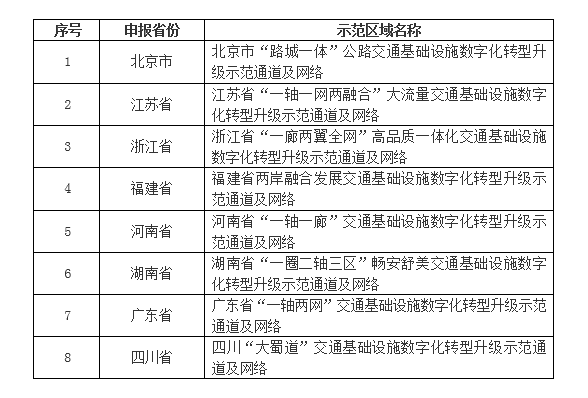 序号 申报省份 示范区域名称
1 北京市 北京市“路城一体”公路交通基础设施数字化转型升
级示范通道及网络
2 江苏省 江苏省“一轴一网两融合”大流量交通基础设施数字
化转型升级示范通道及网络
3 浙江省 浙江省“一廊两翼全网”高品质一体化交通基础设施
数字化转型升级示范通道及网络
4 福建省 福建省两岸融合发展交通基础设施数字化转型升级示
范通道及网络
5 河南省 河南省“一轴一廊”交通基础设施数字化转型升级示
范通道及网络
6 湖南省 湖南省“一圈二轴三区”畅安舒美交通基础设施数字
化转型升级示范通道及网络
7 广东省 广东省“一轴两网”交通基础设施数字化转型升级示范
通道及网络
8 四川省 四川“大蜀道”交通基础设施数字化转型升级示范通
道及网络